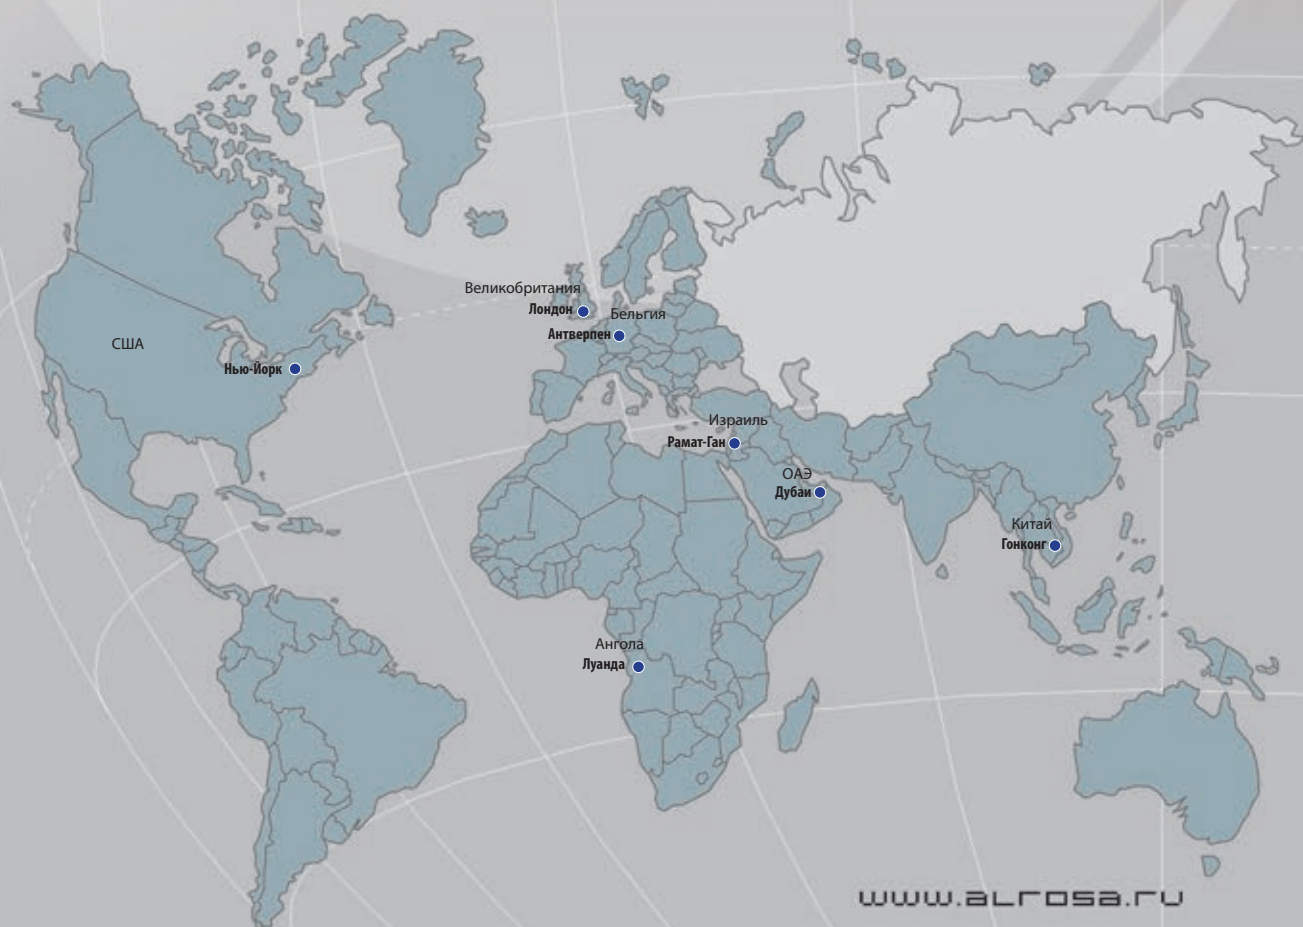 Великобритания
Лондон
Бельгия
Антверпен
США
Нью-Йорк
Израиль
Рамат-Ган
ОАЭ
Дубаи
Китай
Гонконг
Ангола
Луанда
www.alrosa.ru